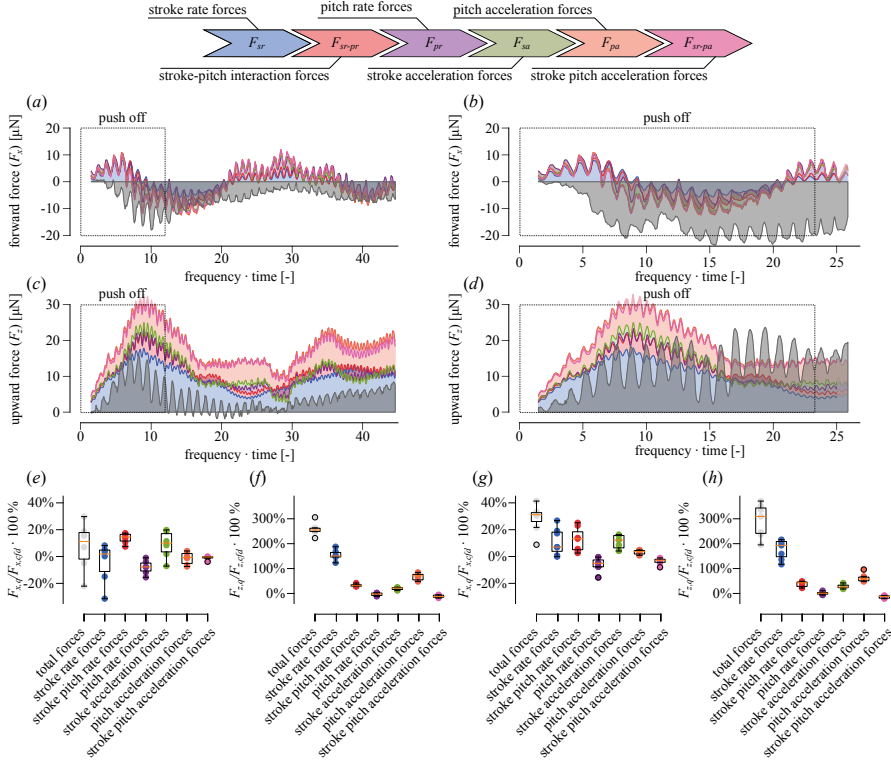 stroke rate forces
pitch rate forces
pitch acceleration forces
F_sr
F_sr-pr
F_pr
F_sa
F_pa
F_sr-pa
stroke-pitch interaction forces
stroke acceleration forces
stroke pitch acceleration forces
(a)
push off
forward force (F_x) [µN]
20
10
0
−10
−20
0
10
20
30
40
frequency · time [-]
(b)
push off
forward force (F_x) [µN]
20
10
0
−10
−20
0
5
10
15
20
25
frequency · time [-]
(c)
push off
upward force (F_z) [µN]
30
20
10
0
0
10
20
30
40
frequency · time [-]
(d)
push off
upward force (F_z) [µN]
30
20
10
0
0
5
10
15
20
25
frequency · time [-]
(e)
F_x,q/F_x,cfd · 100 %
40%
20%
0%
−20%
total forces
stroke rate forces
stroke pitch rate forces
pitch rate forces
stroke acceleration forces
pitch acceleration forces
stroke pitch acceleration forces
(f)
F_z,q/F_z,cfd · 100 %
300%
200%
100%
0%
total forces
stroke rate forces
stroke pitch rate forces
pitch rate forces
stroke acceleration forces
pitch acceleration forces
stroke pitch acceleration forces
(g)
F_x,q/F_x,cfd · 100 %
40%
20%
0%
−20%
total forces
stroke rate forces
stroke pitch rate forces
pitch rate forces
stroke acceleration forces
pitch acceleration forces
stroke pitch acceleration forces
(h)
F_z,q/F_z,cfd · 100 %
300%
200%
100%
0%
total forces
stroke rate forces
stroke pitch rate forces
pitch rate forces
stroke acceleration forces
pitch acceleration forces
stroke pitch acceleration forces